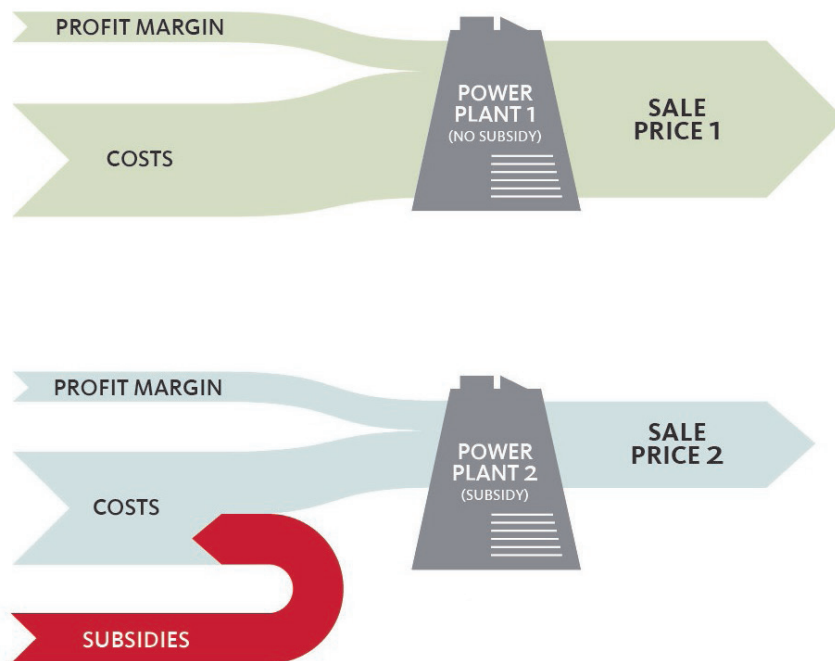 PROFIT MARGIN
COSTS
POWER
PLANT 1
(NO SUBSIDY)
SALE
PRICE 1
PROFIT MARGIN
COSTS
SUBSIDIES
POWER
PLANT 2
(SUBSIDY)
SALE
PRICE 2